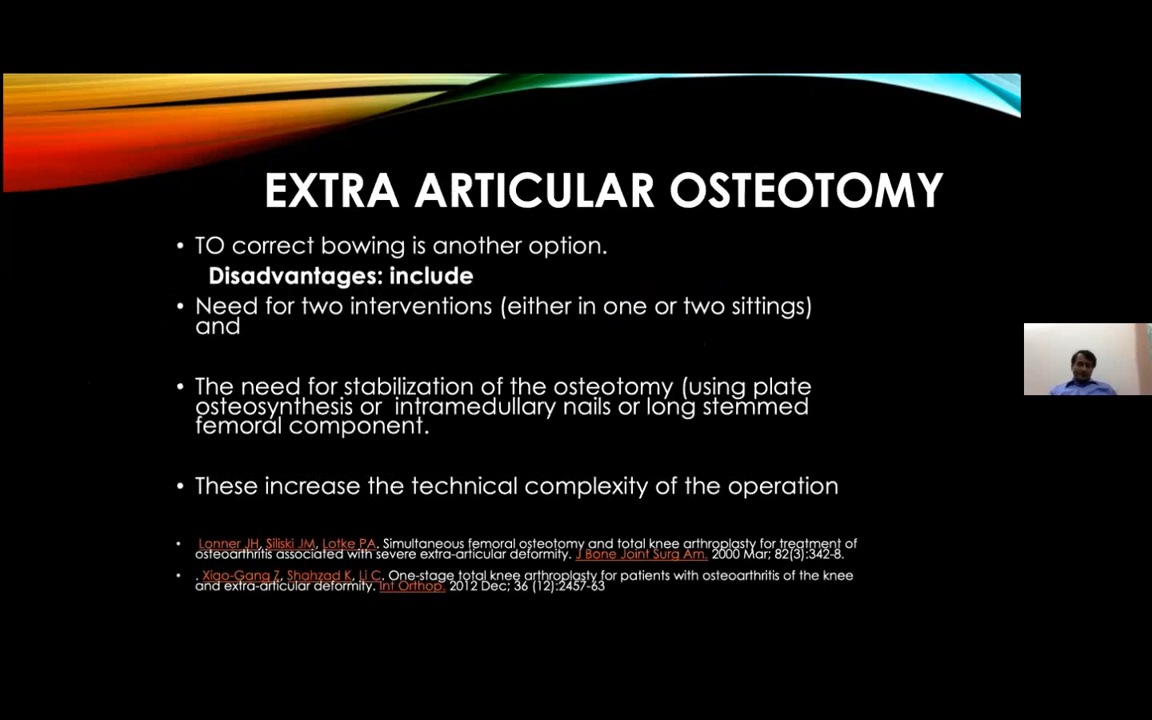 EXTRA ARTICULAR OSTEOTOMY
• TO correct bowing is another option.
Disadvantages: include
• Need for two interventions (either in one or two sittings)
and
• The need for stabilization of the osteotomy (using plate
osteosynthesis or intramedullary nails or long stemmed
femoral component.
• These increase the technical complexity of the operation
• Lonner JH, Siliski JM, Lotke PA. Simultaneous femoral osteotomy and total knee arthroplasty for treatment of
osteoarthritis associated with severe extra-articular deformity. J Bone Joint Surg Am. 2000 Mar; 82(3):342-8.
• . Xiao-Gang Z, Shahzad K, Li C. One-stage total knee arthroplasty for patients with osteoarthritis of the knee
and extra-articular deformity. Int Orthop. 2012 Dec; 36 (12):2457-63